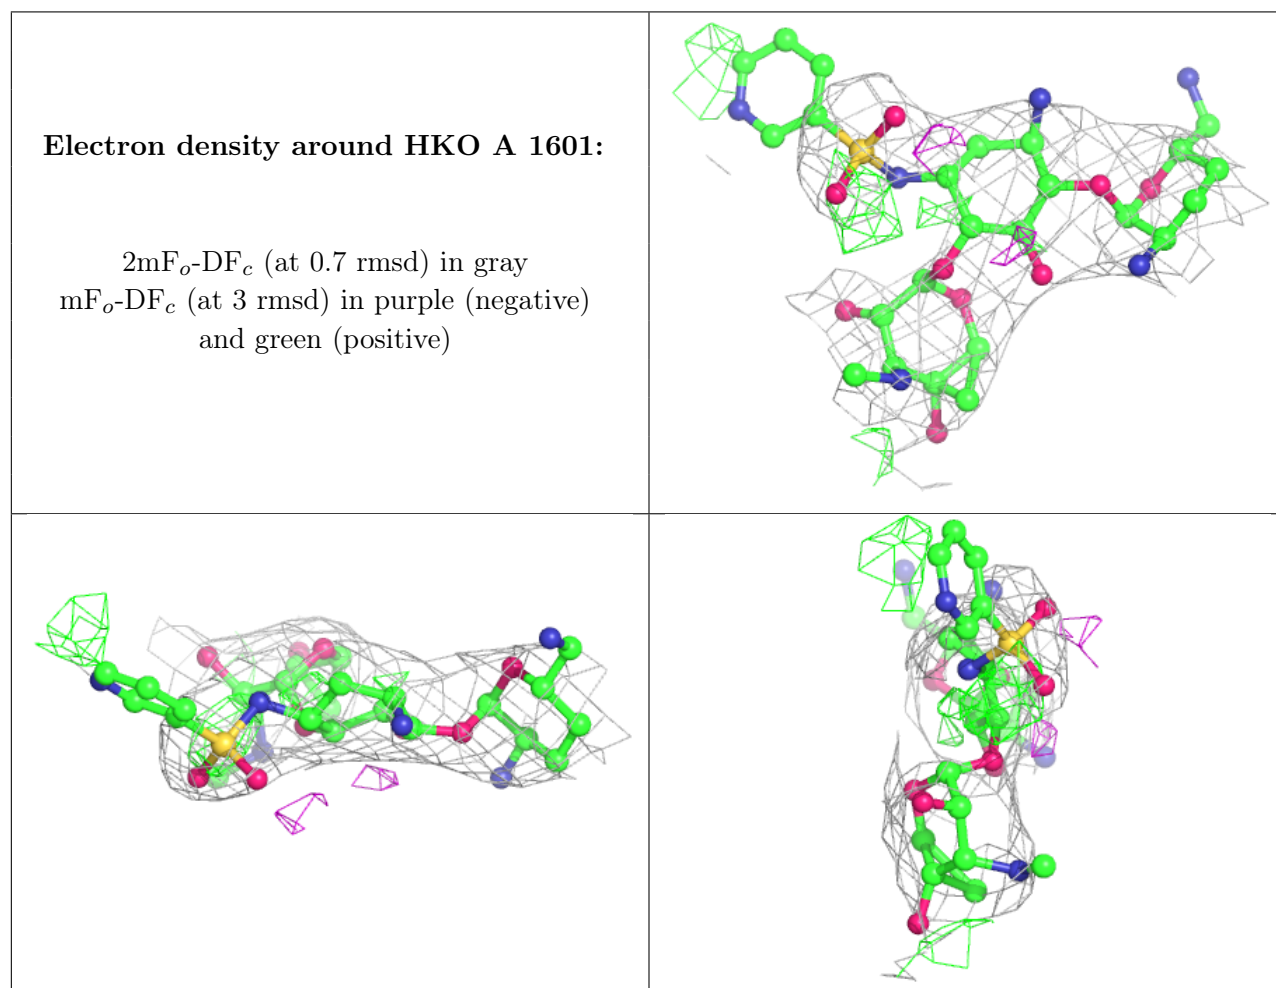 Electron density around HKO A 1601:
2mFo-DFc (at 0.7 rmsd) in gray
mFo-DFc (at 3 rmsd) in purple (negative)
and green (positive)